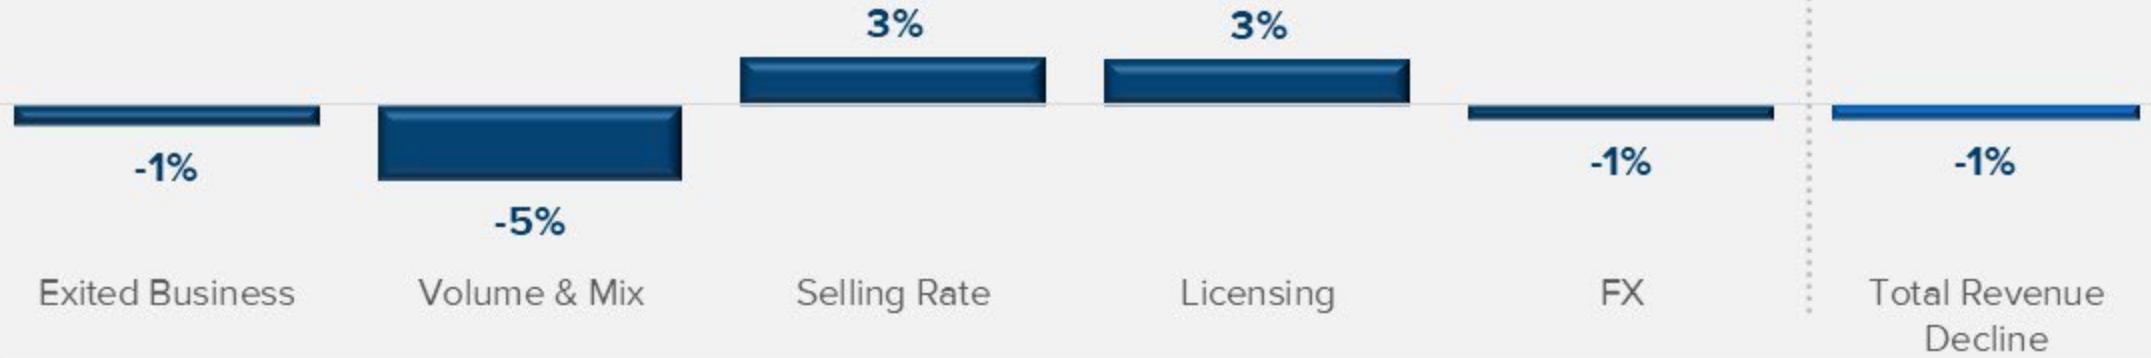 3%
3%
-1%
-5%
-1%
-1%
Exited Business
Volume & Mix
Selling Rate
Licensing
FX
Total Revenue
Decline